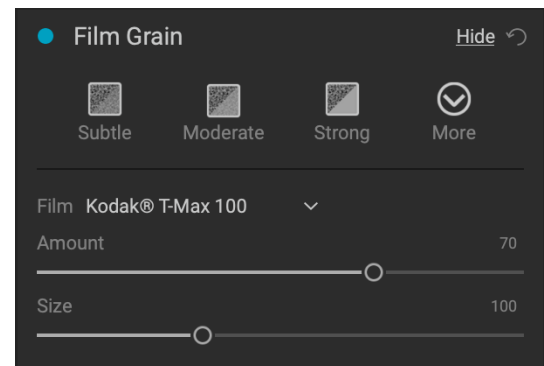 Film Grain Hide
Subtle Moderate Strong More
Film Kodak® T-Max 100
Amount 70
Size 100